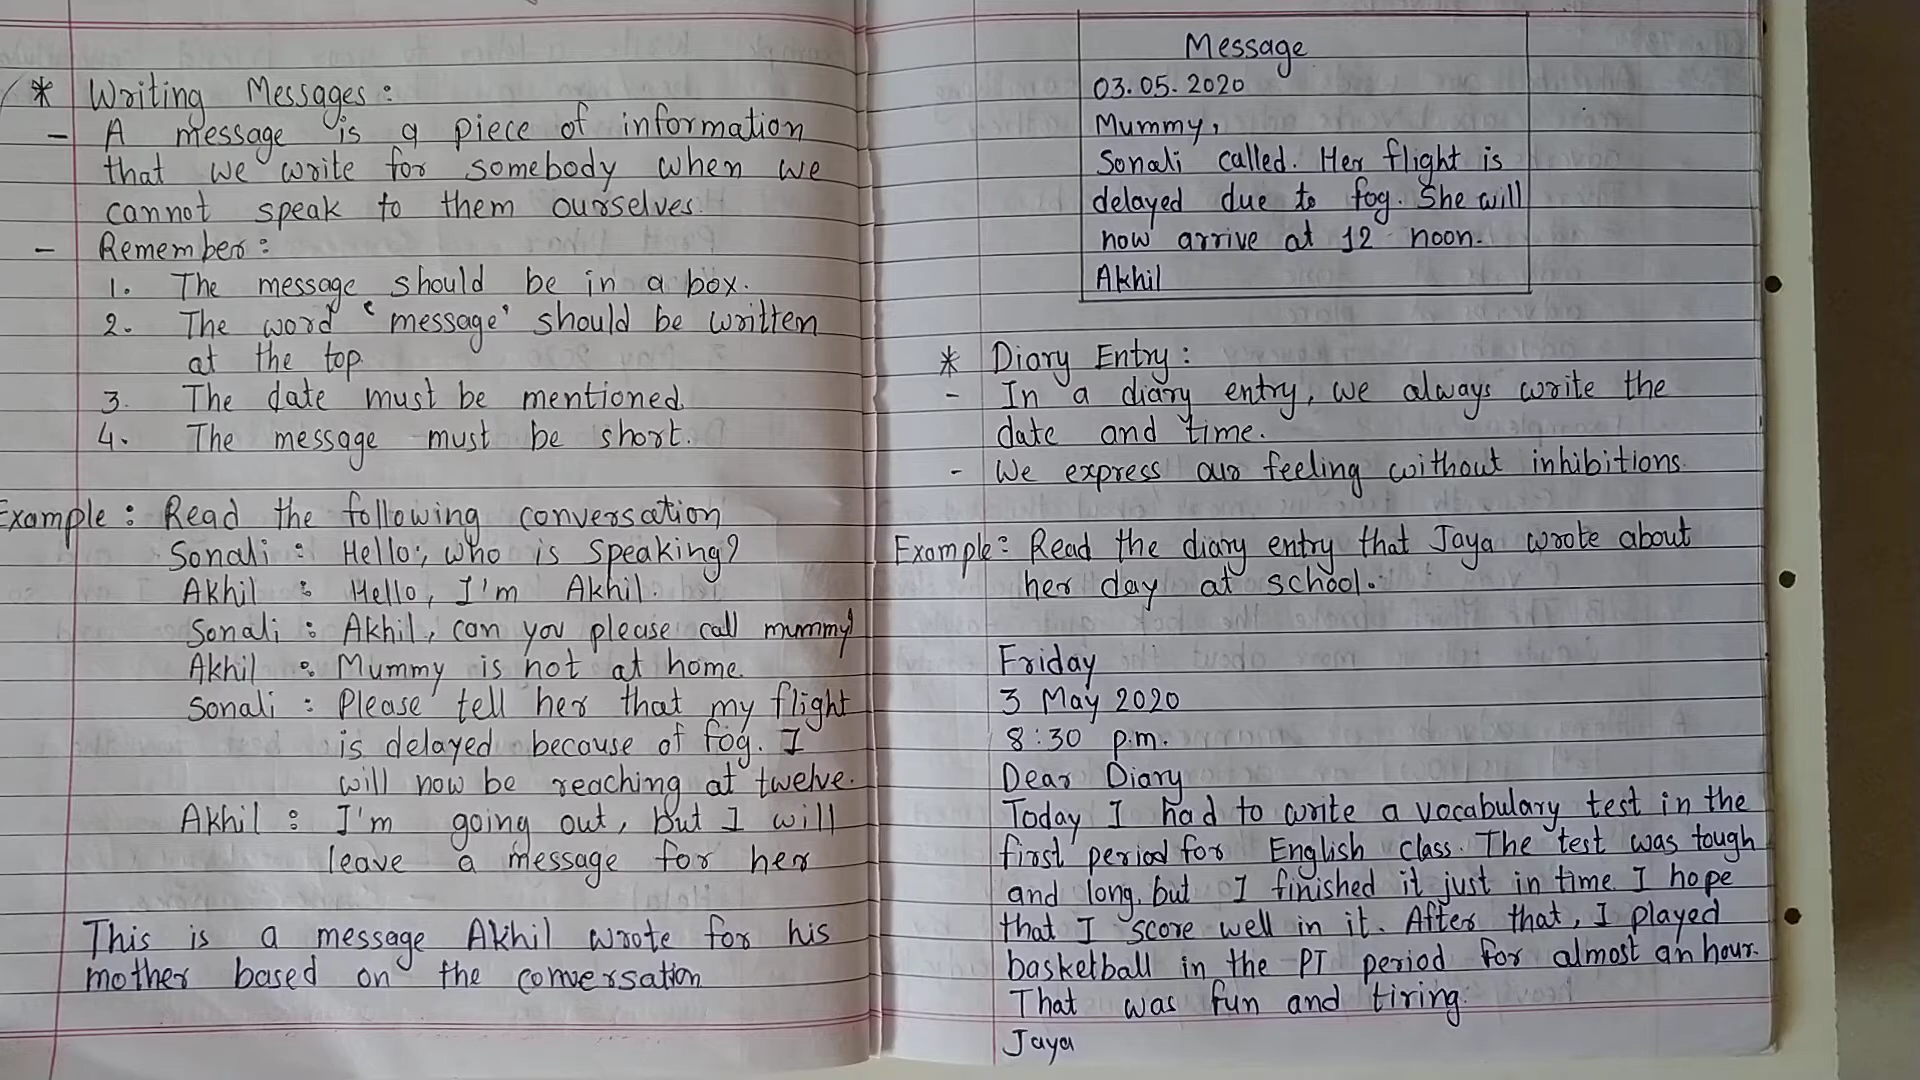 * Writing Messages :
- A message is a piece of information
that we write for somebody when we
cannot speak to them ourselves.
- Remember :
1. The message should be in a box.
2. The word 'message' should be written
at the top.
3. The date must be mentioned.
4. The message must be short.
Example : Read the following conversation
Sonali : Hello, who is speaking?
Akhil : Hello, I'm Akhil.
Sonali : Akhil, can you please call mummy?
Akhil : Mummy is not at home.
Sonali : Please tell her that my flight
is delayed because of fog. I
will now be reaching at twelve.
Akhil : I'm going out, but I will
leave a message for her
This is a message Akhil wrote for his
mother based on the conversation
Message
03.05.2020
Mummy,
Sonali called. Her flight is
delayed due to fog. She will
now arrive at 12 noon.
Akhil
* Diary Entry :
- In a diary entry, we always write the
date and time.
- We express our feeling without inhibitions.
Example : Read the diary entry that Jaya wrote about
her day at school.
Friday
3 May 2020
8:30 p.m.
Dear Diary
Today I had to write a vocabulary test in the
first period for English class. The test was tough
and long, but I finished it just in time. I hope
that I score well in it. After that, I played
basketball in the PT period for almost an hour.
That was fun and tiring.
Jaya